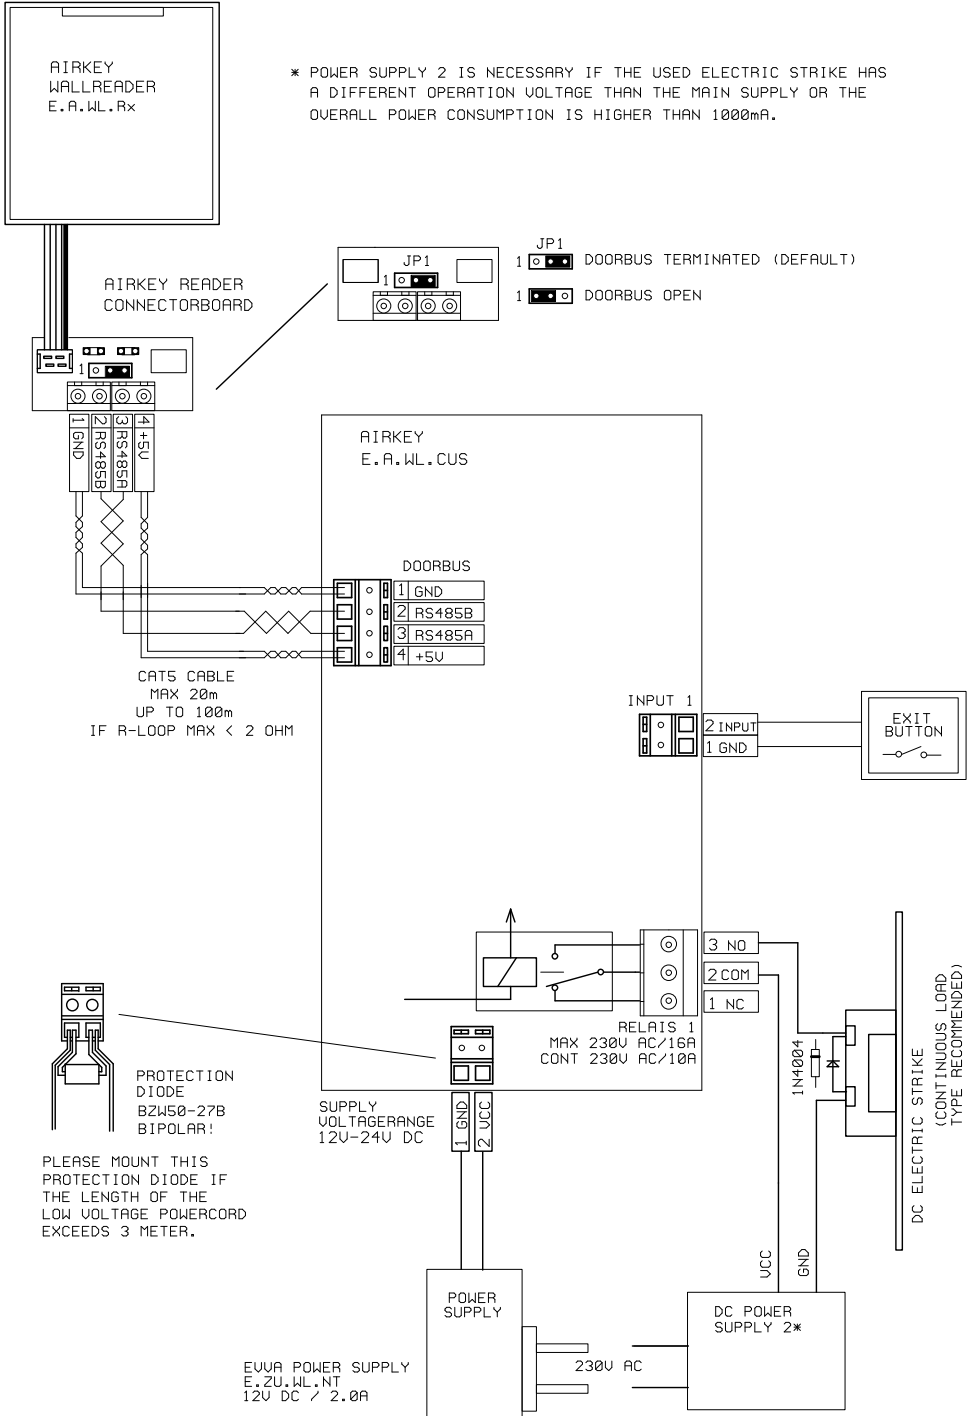 AIRKEY
WALLREADER
E.A.WL.Rx
* POWER SUPPLY 2 IS NECESSARY IF THE USED ELECTRIC STRIKE HAS
A DIFFERENT OPERATION VOLTAGE THAN THE MAIN SUPPLY OR THE
OVERALL POWER CONSUMPTION IS HIGHER THAN 1000mA.
AIRKEY READER
CONNECTORBOARD
JP1
1
JP1
1 DOORBUS TERMINATED (DEFAULT)
1 DOORBUS OPEN
1
1 GND
2 RS485B
3 RS485A
4 +5V
AIRKEY
E.A.WL.CUS
DOORBUS
1 GND
2 RS485B
3 RS485A
4 +5V
CAT5 CABLE
MAX 20m
UP TO 100m
IF R-LOOP MAX < 2 OHM
INPUT 1
2 INPUT
1 GND
EXIT
BUTTON
3 NO
2 COM
1 NC
RELAIS 1
MAX 230V AC/16A
CONT 230V AC/10A
1N4004
DC ELECTRIC STRIKE
(CONTINUOUS LOAD
TYPE RECOMMENDED)
PROTECTION
DIODE
BZW50-27B
BIPOLAR!
PLEASE MOUNT THIS
PROTECTION DIODE IF
THE LENGTH OF THE
LOW VOLTAGE POWERCORD
EXCEEDS 3 METER.
SUPPLY
VOLTAGERANGE
12V-24V DC
1 GND
2 VCC
VCC
GND
POWER
SUPPLY
DC POWER
SUPPLY 2*
230V AC
EVVA POWER SUPPLY
E.ZU.WL.NT
12V DC / 2.0A